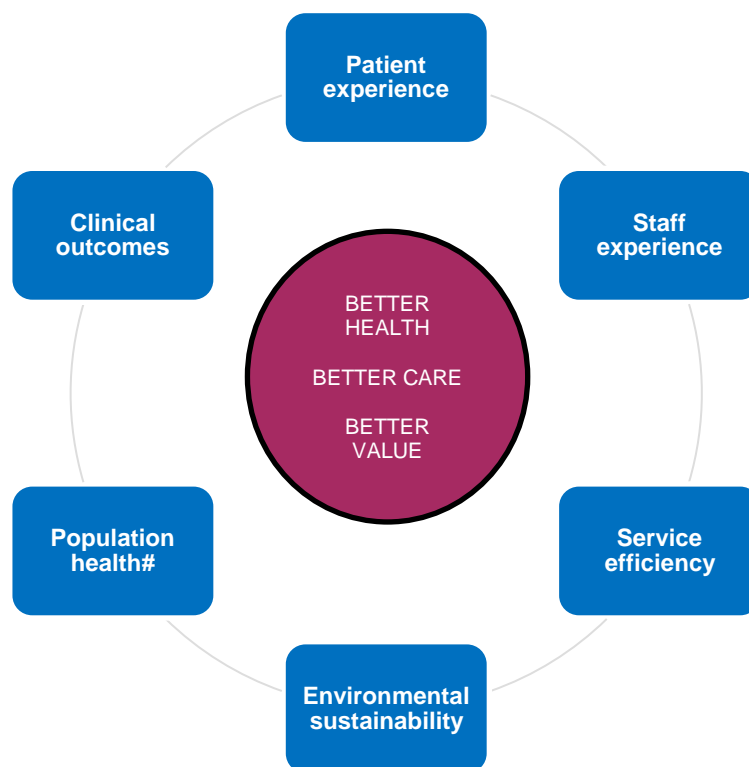 Patient
experience
Clinical
outcomes
Staff
experience
BETTER
HEALTH
BETTER CARE
BETTER
VALUE
Population
health#
Service
efficiency
Environmental
sustainability